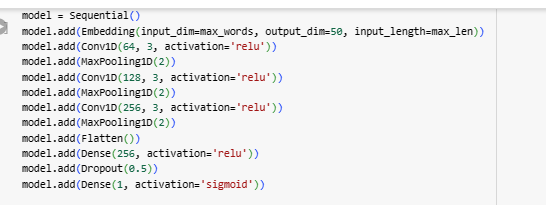 model = Sequential()
model.add(Embedding(input_dim=max_words, output_dim=50, input_length=max_len))
model.add(Conv1D(64, 3, activation='relu'))
model.add(MaxPooling1D(2))
model.add(Conv1D(128, 3, activation='relu'))
model.add(MaxPooling1D(2))
model.add(Conv1D(256, 3, activation='relu'))
model.add(MaxPooling1D(2))
model.add(Flatten())
model.add(Dense(256, activation='relu'))
model.add(Dropout(0.5))
model.add(Dense(1, activation='sigmoid'))